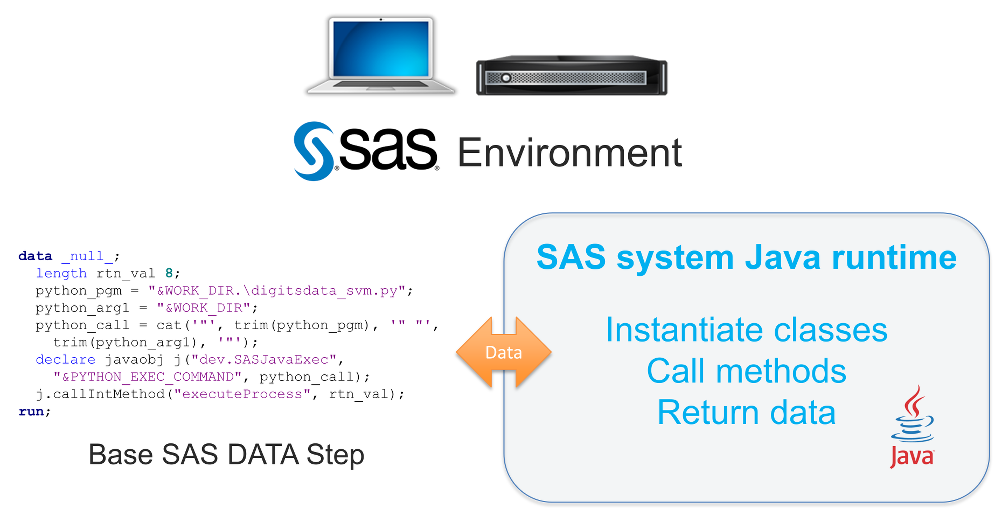 sas® Environment
data _null_;
length rtn_val 8;
python_pgm = "&WORK_DIR.\digitsdata_svm.py";
python_arg1 = "&WORK_DIR";
python_call = cat('"', trim(python_pgm), '" "',
trim(python_arg1), '"');
declare javaobj j("dev.SASJavaExec",
"&PYTHON_EXEC_COMMAND", python_call);
j.callIntMethod("executeProcess", rtn_val);
run;
Base SAS DATA Step
Data
SAS system Java runtime
Instantiate classes
Call methods
Return data
Java